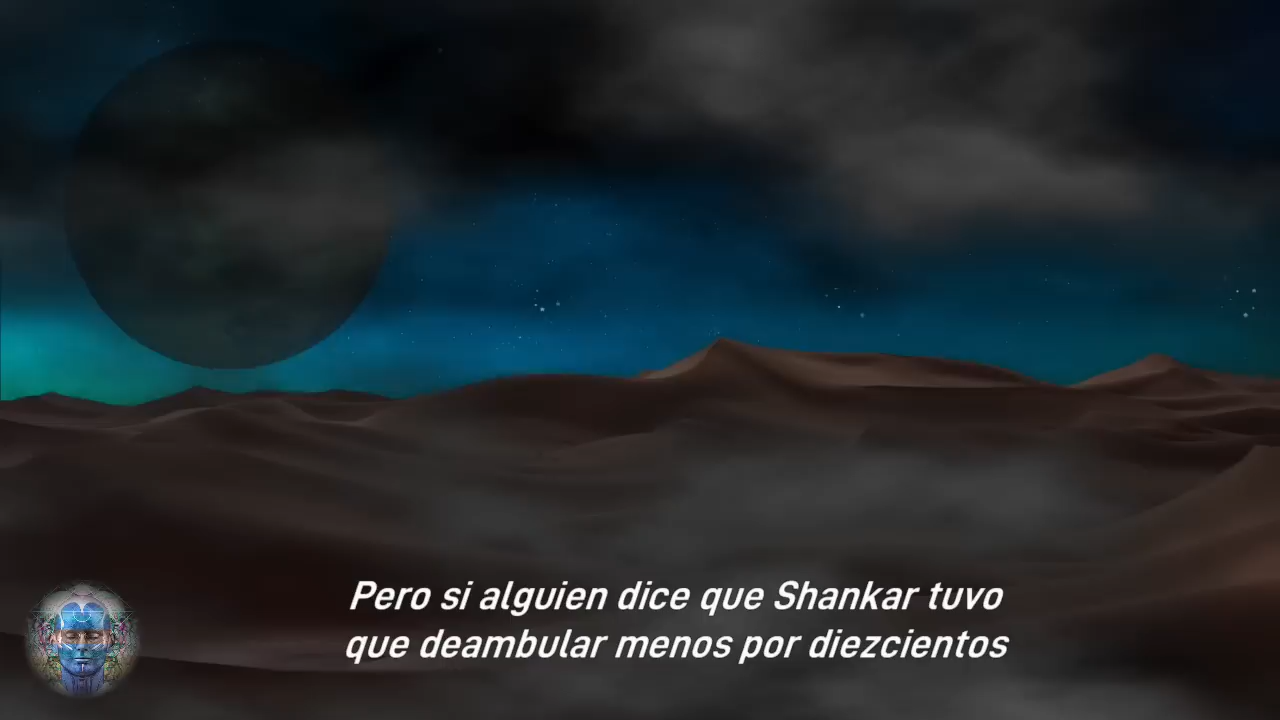 Pero si alguien dice que Shankar tuvo
que deambular menos por diezcientos